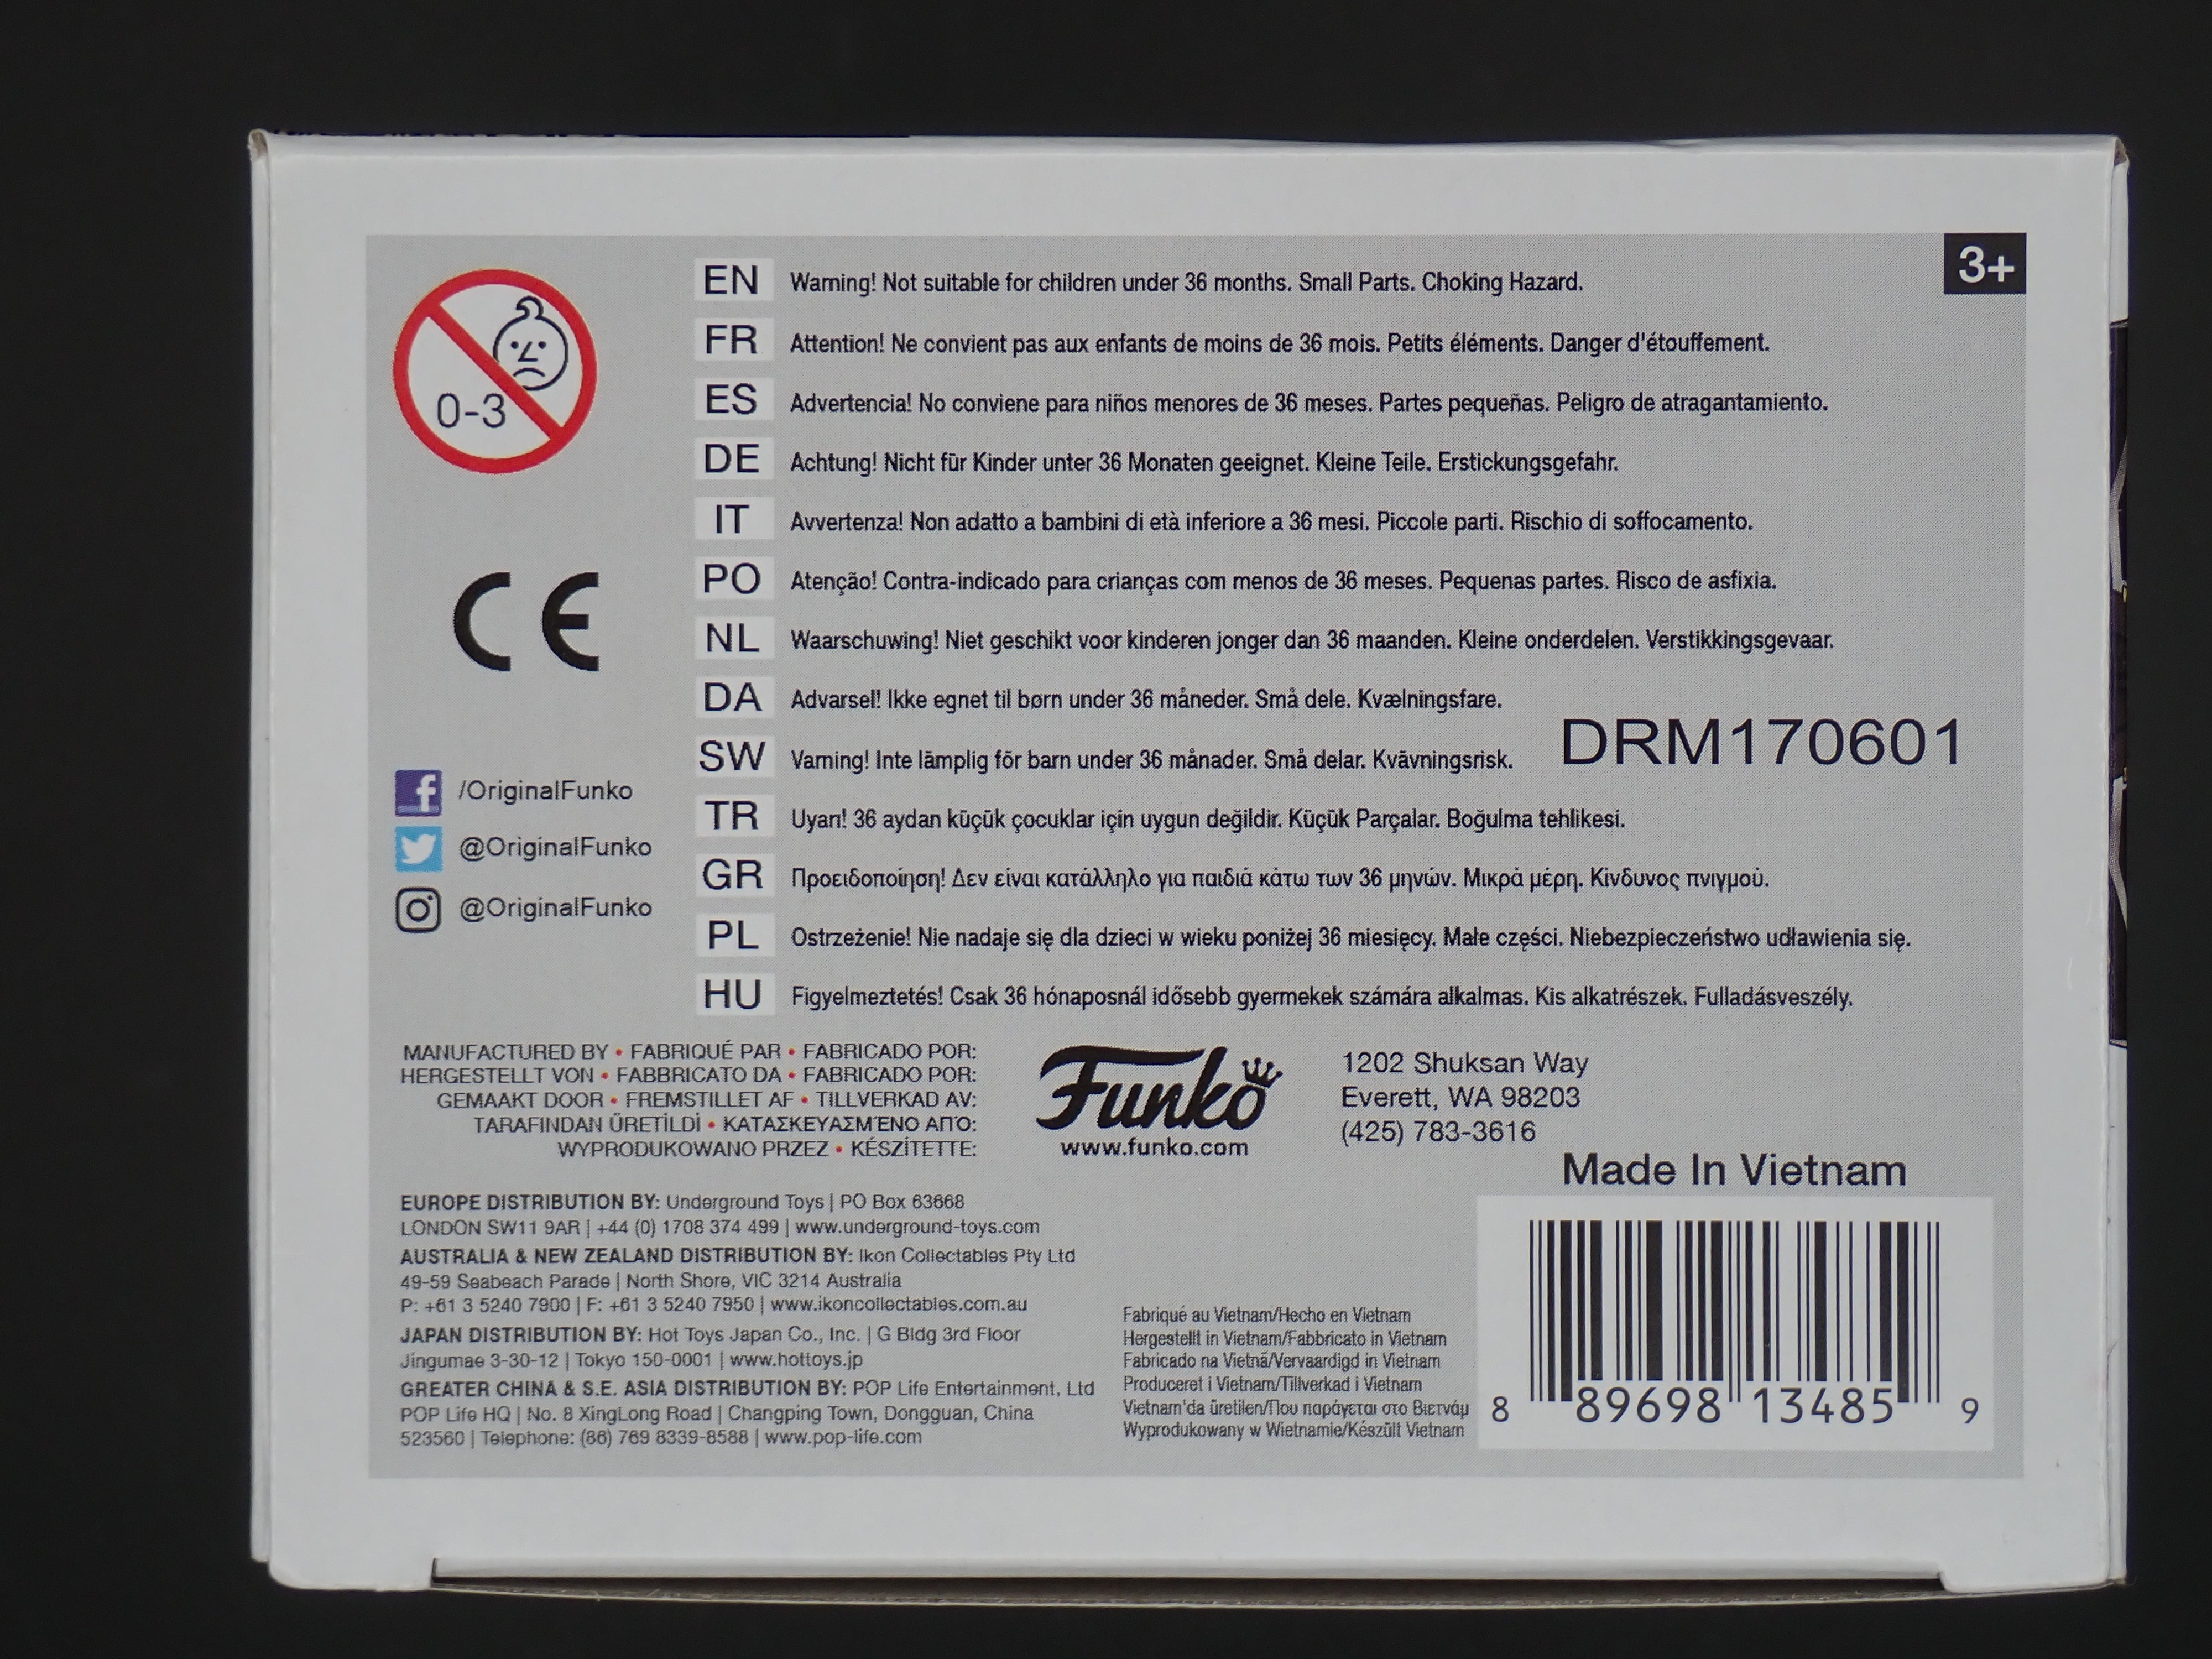 3+
0-3
EN Warning! Not suitable for children under 36 months. Small Parts. Choking Hazard.
FR Attention! Ne convient pas aux enfants de moins de 36 mois. Petits éléments. Danger d'étouffement.
ES Advertencia! No conviene para niños menores de 36 meses. Partes pequeñas. Peligro de atragantamiento.
DE Achtung! Nicht für Kinder unter 36 Monaten geeignet. Kleine Teile. Erstickungsgefahr.
IT Avvertenza! Non adatto a bambini di età inferiore a 36 mesi. Piccole parti. Rischio di soffocamento.
PO Atenção! Contra-indicado para crianças com menos de 36 meses. Pequenas partes. Risco de asfixia.
NL Waarschuwing! Niet geschikt voor kinderen jonger dan 36 maanden. Kleine onderdelen. Verstikkingsgevaar.
DA Advarsel! Ikke egnet til børn under 36 måneder. Små dele. Kvælningsfare.
SW Varning! Inte lämplig för barn under 36 månader. Små delar. Kvävningsrisk.
TR Uyarı! 36 aydan küçük çocuklar için uygun değildir. Küçük Parçalar. Boğulma tehlikesi.
GR Προειδοποίηση! Δεν είναι κατάλληλο για παιδιά κάτω των 36 μηνών. Μικρά μέρη. Κίνδυνος πνιγμού.
PL Ostrzeżenie! Nie nadaje się dla dzieci w wieku poniżej 36 miesięcy. Małe części. Niebezpieczeństwo udławienia się.
HU Figyelmeztetés! Csak 36 hónaposnál idősebb gyermekek számára alkalmas. Kis alkatrészek. Fulladásveszély.
DRM170601
CE
/OriginalFunko
@OriginalFunko
@OriginalFunko
MANUFACTURED BY • FABRIQUÉ PAR • FABRICADO POR:
HERGESTELLT VON • FABBRICATO DA • FABRICADO POR:
GEMAAKT DOOR • FREMSTILLET AF • TILLVERKAD AV:
TARAFINDAN ÜRETİLDİ • ΚΑΤΑΣΚΕΥΑΣΜΈΝΟ ΑΠΌ:
WYPRODUKOWANO PRZEZ • KÉSZÍTETTE:
Funko
www.funko.com
1202 Shuksan Way
Everett, WA 98203
(425) 783-3616
Made In Vietnam
EUROPE DISTRIBUTION BY: Underground Toys | PO Box 63668
LONDON SW11 9AR | +44 (0) 1708 374 499 | www.underground-toys.com
AUSTRALIA & NEW ZEALAND DISTRIBUTION BY: Ikon Collectables Pty Ltd
49-59 Seabeach Parade | North Shore, VIC 3214 Australia
P: +61 3 5240 7900 | F: +61 3 5240 7950 | www.ikoncollectables.com.au
JAPAN DISTRIBUTION BY: Hot Toys Japan Co., Inc. | G Bldg 3rd Floor
Jingumae 3-30-12 | Tokyo 150-0001 | www.hottoys.jp
GREATER CHINA & S.E. ASIA DISTRIBUTION BY: POP Life Entertainment, Ltd
POP Life HQ | No. 8 XingLong Road | Changping Town, Dongguan, China
523560 | Telephone: (86) 769 8339-8588 | www.pop-life.com
Fabriqué au Vietnam/Hecho en Vietnam
Hergestellt in Vietnam/Fabbricato in Vietnam
Fabricado na Vietnã/Vervaardigd in Vietnam
Produceret i Vietnam/Tillverkad i Vietnam
Vietnam'da üretilen/Που παράγεται στο Βιετνάμ
Wyprodukowany w Wietnamie/Készült Vietnam
8 89698 13485 9